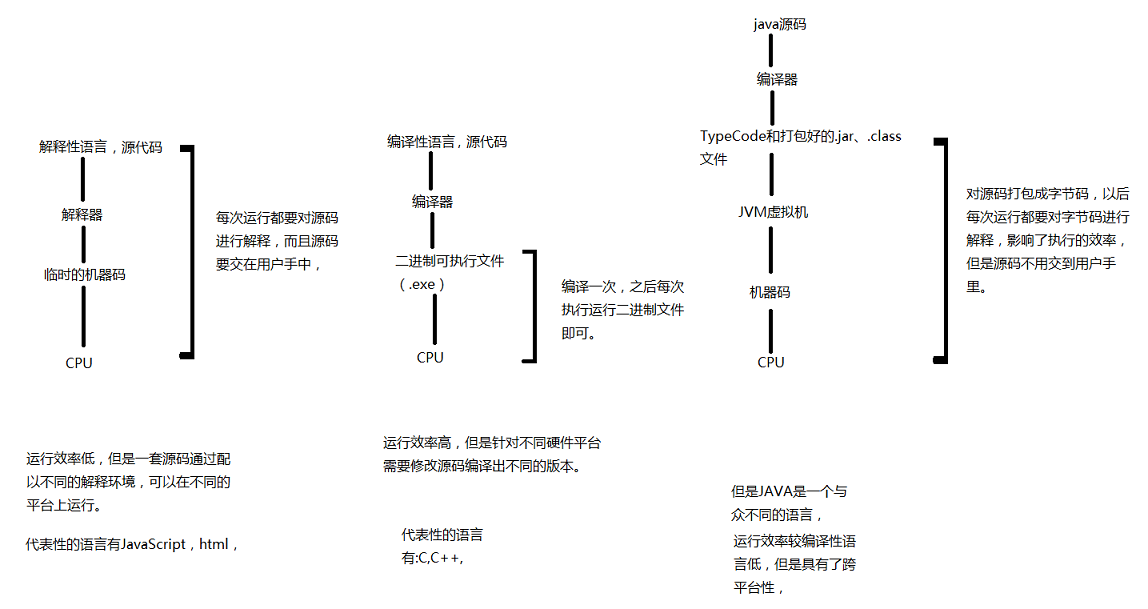 解释性语言，源代码
解释器
临时的机器码
CPU
每次运行都要对源码
进行解释，而且源码
要交在用户手中，
运行效率低，但是一套源码通过配
以不同的解释环境，可以在不同的
平台上运行。
代表性的语言有JavaScript，html，
编译性语言，源代码
编译器
二进制可执行文件
（.exe）
CPU
编译一次，之后每次
执行运行二进制文件
即可。
运行效率高，但是针对不同硬件平台
需要修改源码编译出不同的版本。
代表性的语言
有:C,C++,
java源码
编译器
TypeCode和打包好的.jar、.class
文件
JVM虚拟机
机器码
CPU
对源码打包成字节码，以后
每次运行都要对字节码进行
解释，影响了执行的效率，
但是源码不用交到用户手
里。
但是JAVA是一个与
众不同的语言，
运行效率较编译性语
言低，但是具有了跨
平台性，